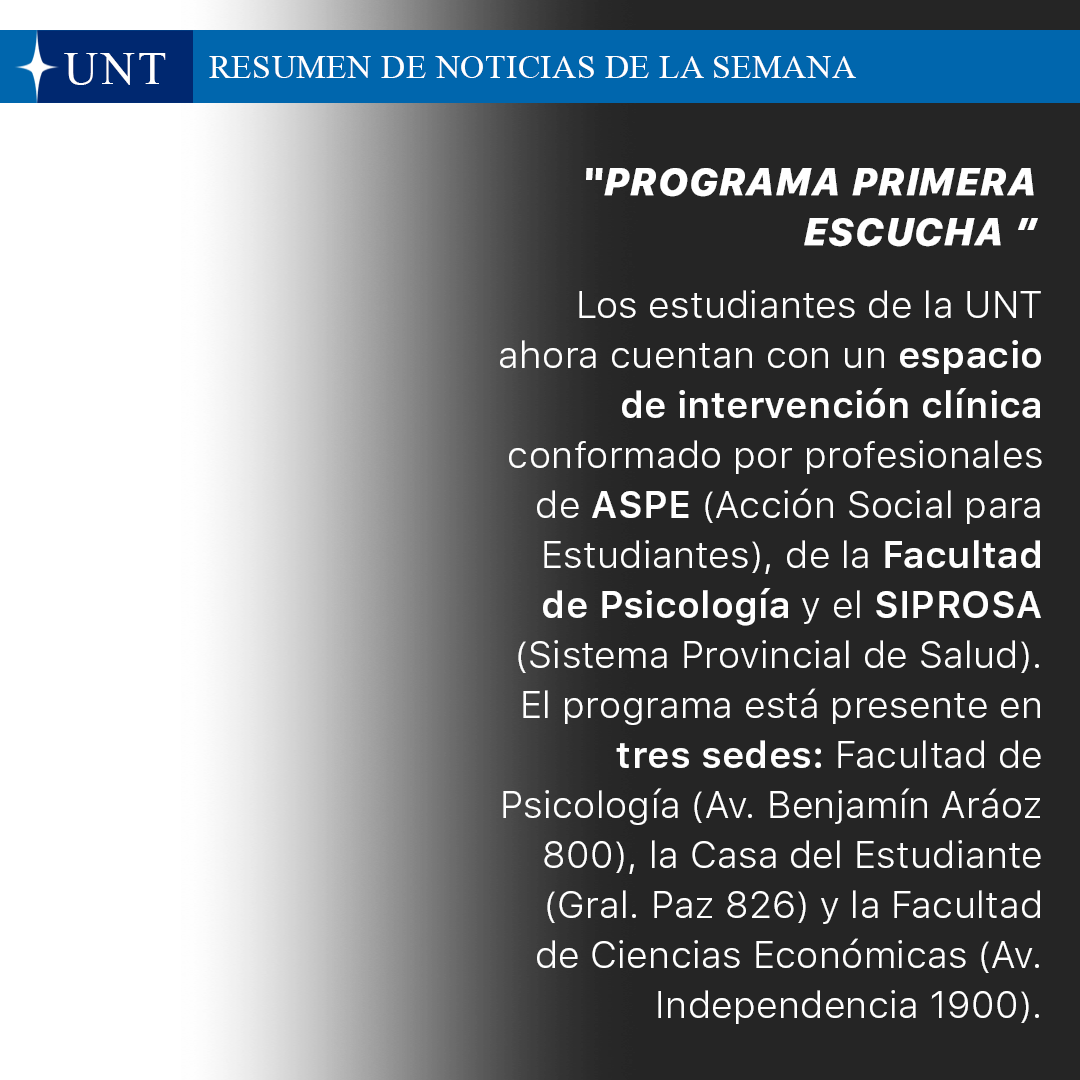 UNT
RESUMEN DE NOTICIAS DE LA SEMANA
"PROGRAMA PRIMERA
ESCUCHA ”
Los estudiantes de la UNT
ahora cuentan con un espacio
de intervención clínica
conformado por profesionales
de ASPE (Acción Social para
Estudiantes), de la Facultad
de Psicología y el SIPROSA
(Sistema Provincial de Salud).
El programa está presente en
tres sedes: Facultad de
Psicología (Av. Benjamín Aráoz
800), la Casa del Estudiante
(Gral. Paz 826) y la Facultad
de Ciencias Económicas (Av.
Independencia 1900).